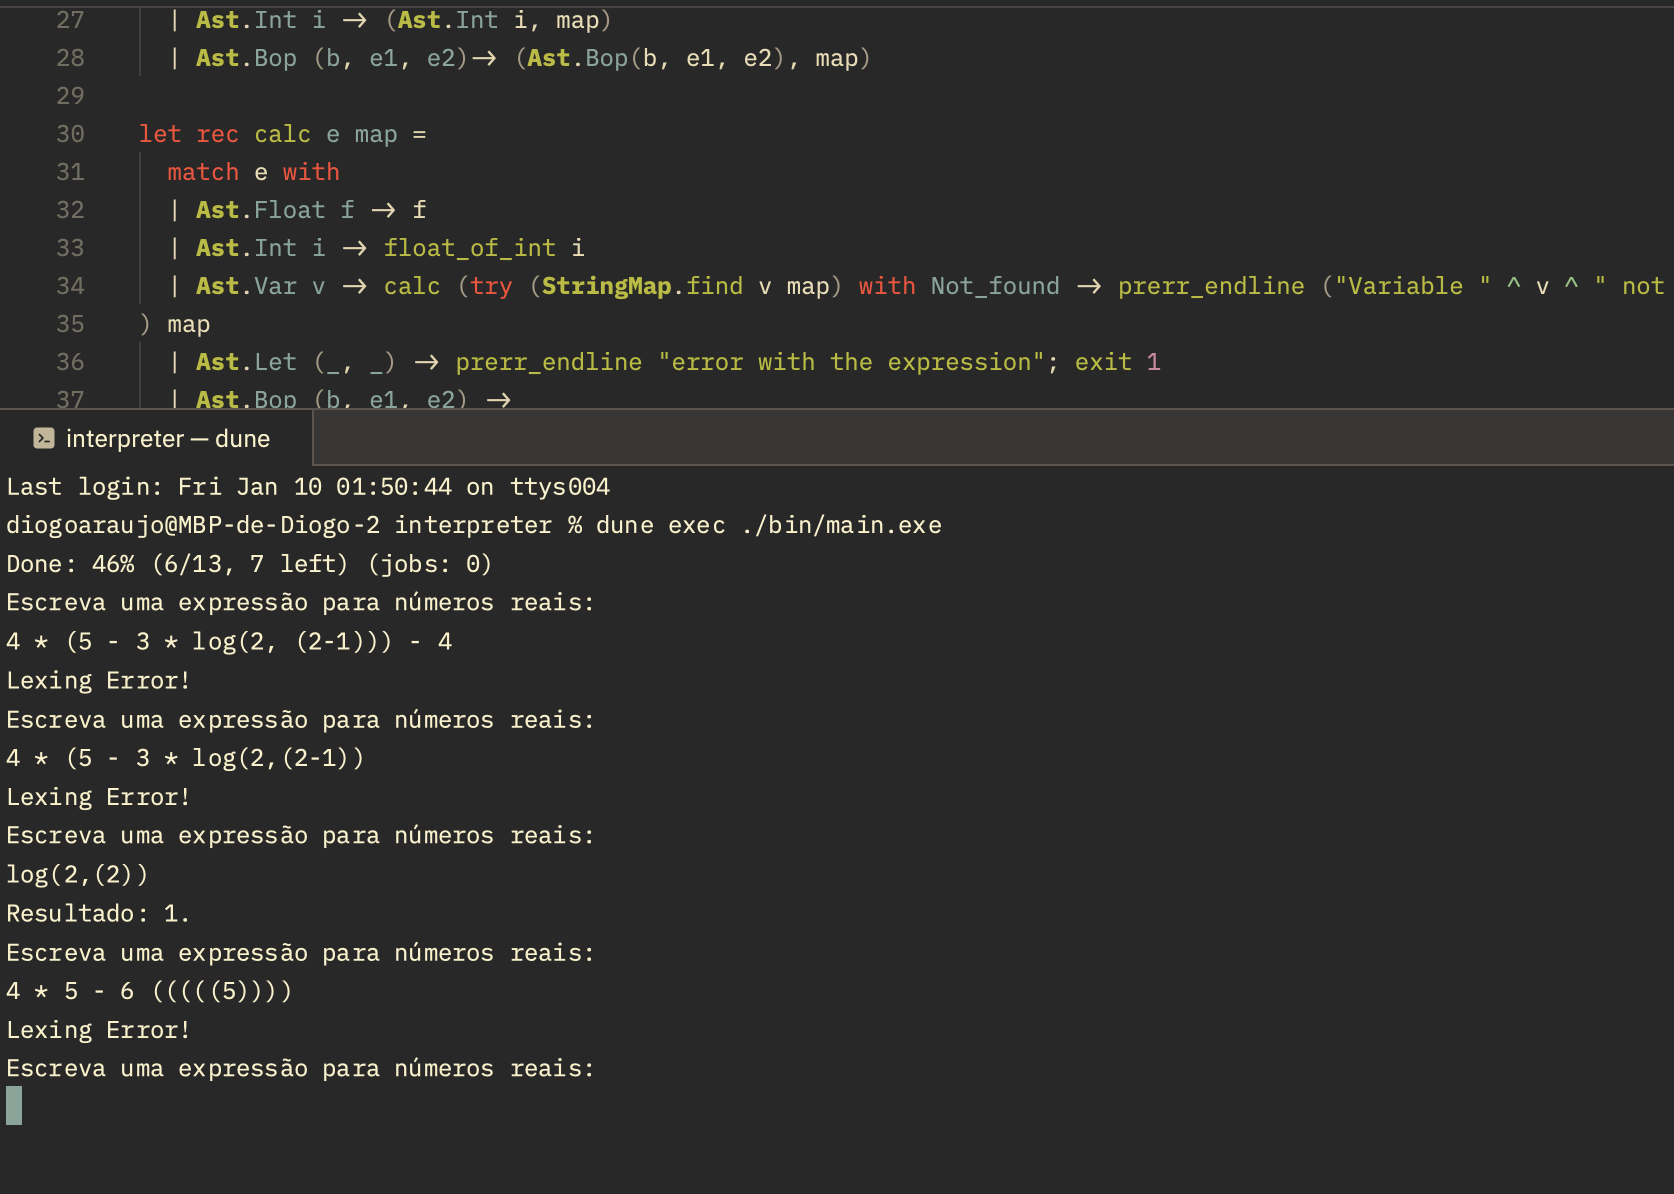 27 | Ast.Int i -> (Ast.Int i, map)
28 | Ast.Bop (b, e1, e2)-> (Ast.Bop(b, e1, e2), map)
29
30 let rec calc e map =
31 match e with
32 | Ast.Float f -> f
33 | Ast.Int i -> float_of_int i
34 | Ast.Var v -> calc (try (StringMap.find v map) with Not_found -> prerr_endline ("Variable " ^ v ^ " not
35 ) map
36 | Ast.Let (_, _) -> prerr_endline "error with the expression"; exit 1
37 | Ast.Bop (b, e1, e2) ->
interpreter — dune
Last login: Fri Jan 10 01:50:44 on ttys004
diogoaraujo@MBP-de-Diogo-2 interpreter % dune exec ./bin/main.exe
Done: 46% (6/13, 7 left) (jobs: 0)
Escreva uma expressão para números reais:
4 * (5 - 3 * log(2, (2-1))) - 4
Lexing Error!
Escreva uma expressão para números reais:
4 * (5 - 3 * log(2,(2-1))
Lexing Error!
Escreva uma expressão para números reais:
log(2,(2))
Resultado: 1.
Escreva uma expressão para números reais:
4 * 5 - 6 (((((5))))
Lexing Error!
Escreva uma expressão para números reais: